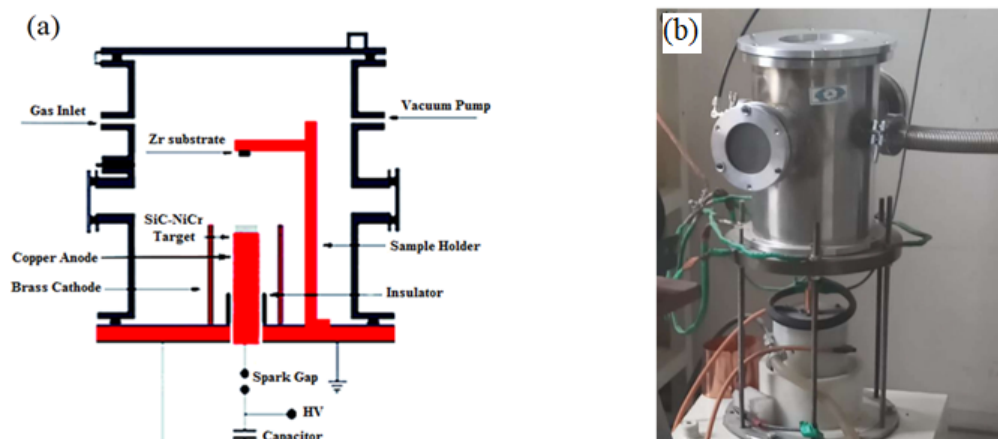 (a)
Gas Inlet
Vacuum Pump
Zr substrate
SiC-NiCr
Target
Copper Anode
Sample Holder
Brass Cathode
Insulator
Spark Gap
HV
Capacitor
(b)